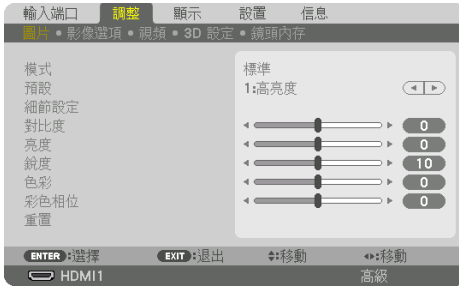 輸入端口 調整 顯示 設置 信息
圖片 • 影像選項 • 視頻 • 3D 設定 • 鏡頭內存
模式 標準
預設 1:高亮度
細節設定
對比度 0
亮度 0
銳度 10
色彩 0
彩色相位 0
重置
ENTER:選擇 EXIT:退出 :移動 :移動
HDMI1 高級